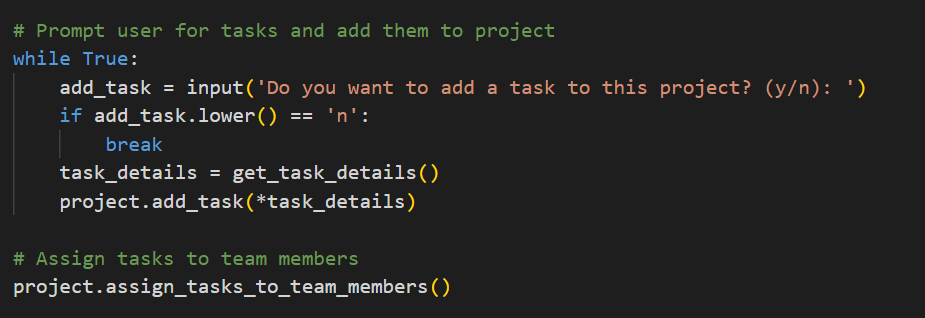 # Prompt user for tasks and add them to project
while True:
    add_task = input('Do you want to add a task to this project? (y/n): ')
    if add_task.lower() == 'n':
        break
    task_details = get_task_details()
    project.add_task(*task_details)

# Assign tasks to team members
project.assign_tasks_to_team_members()